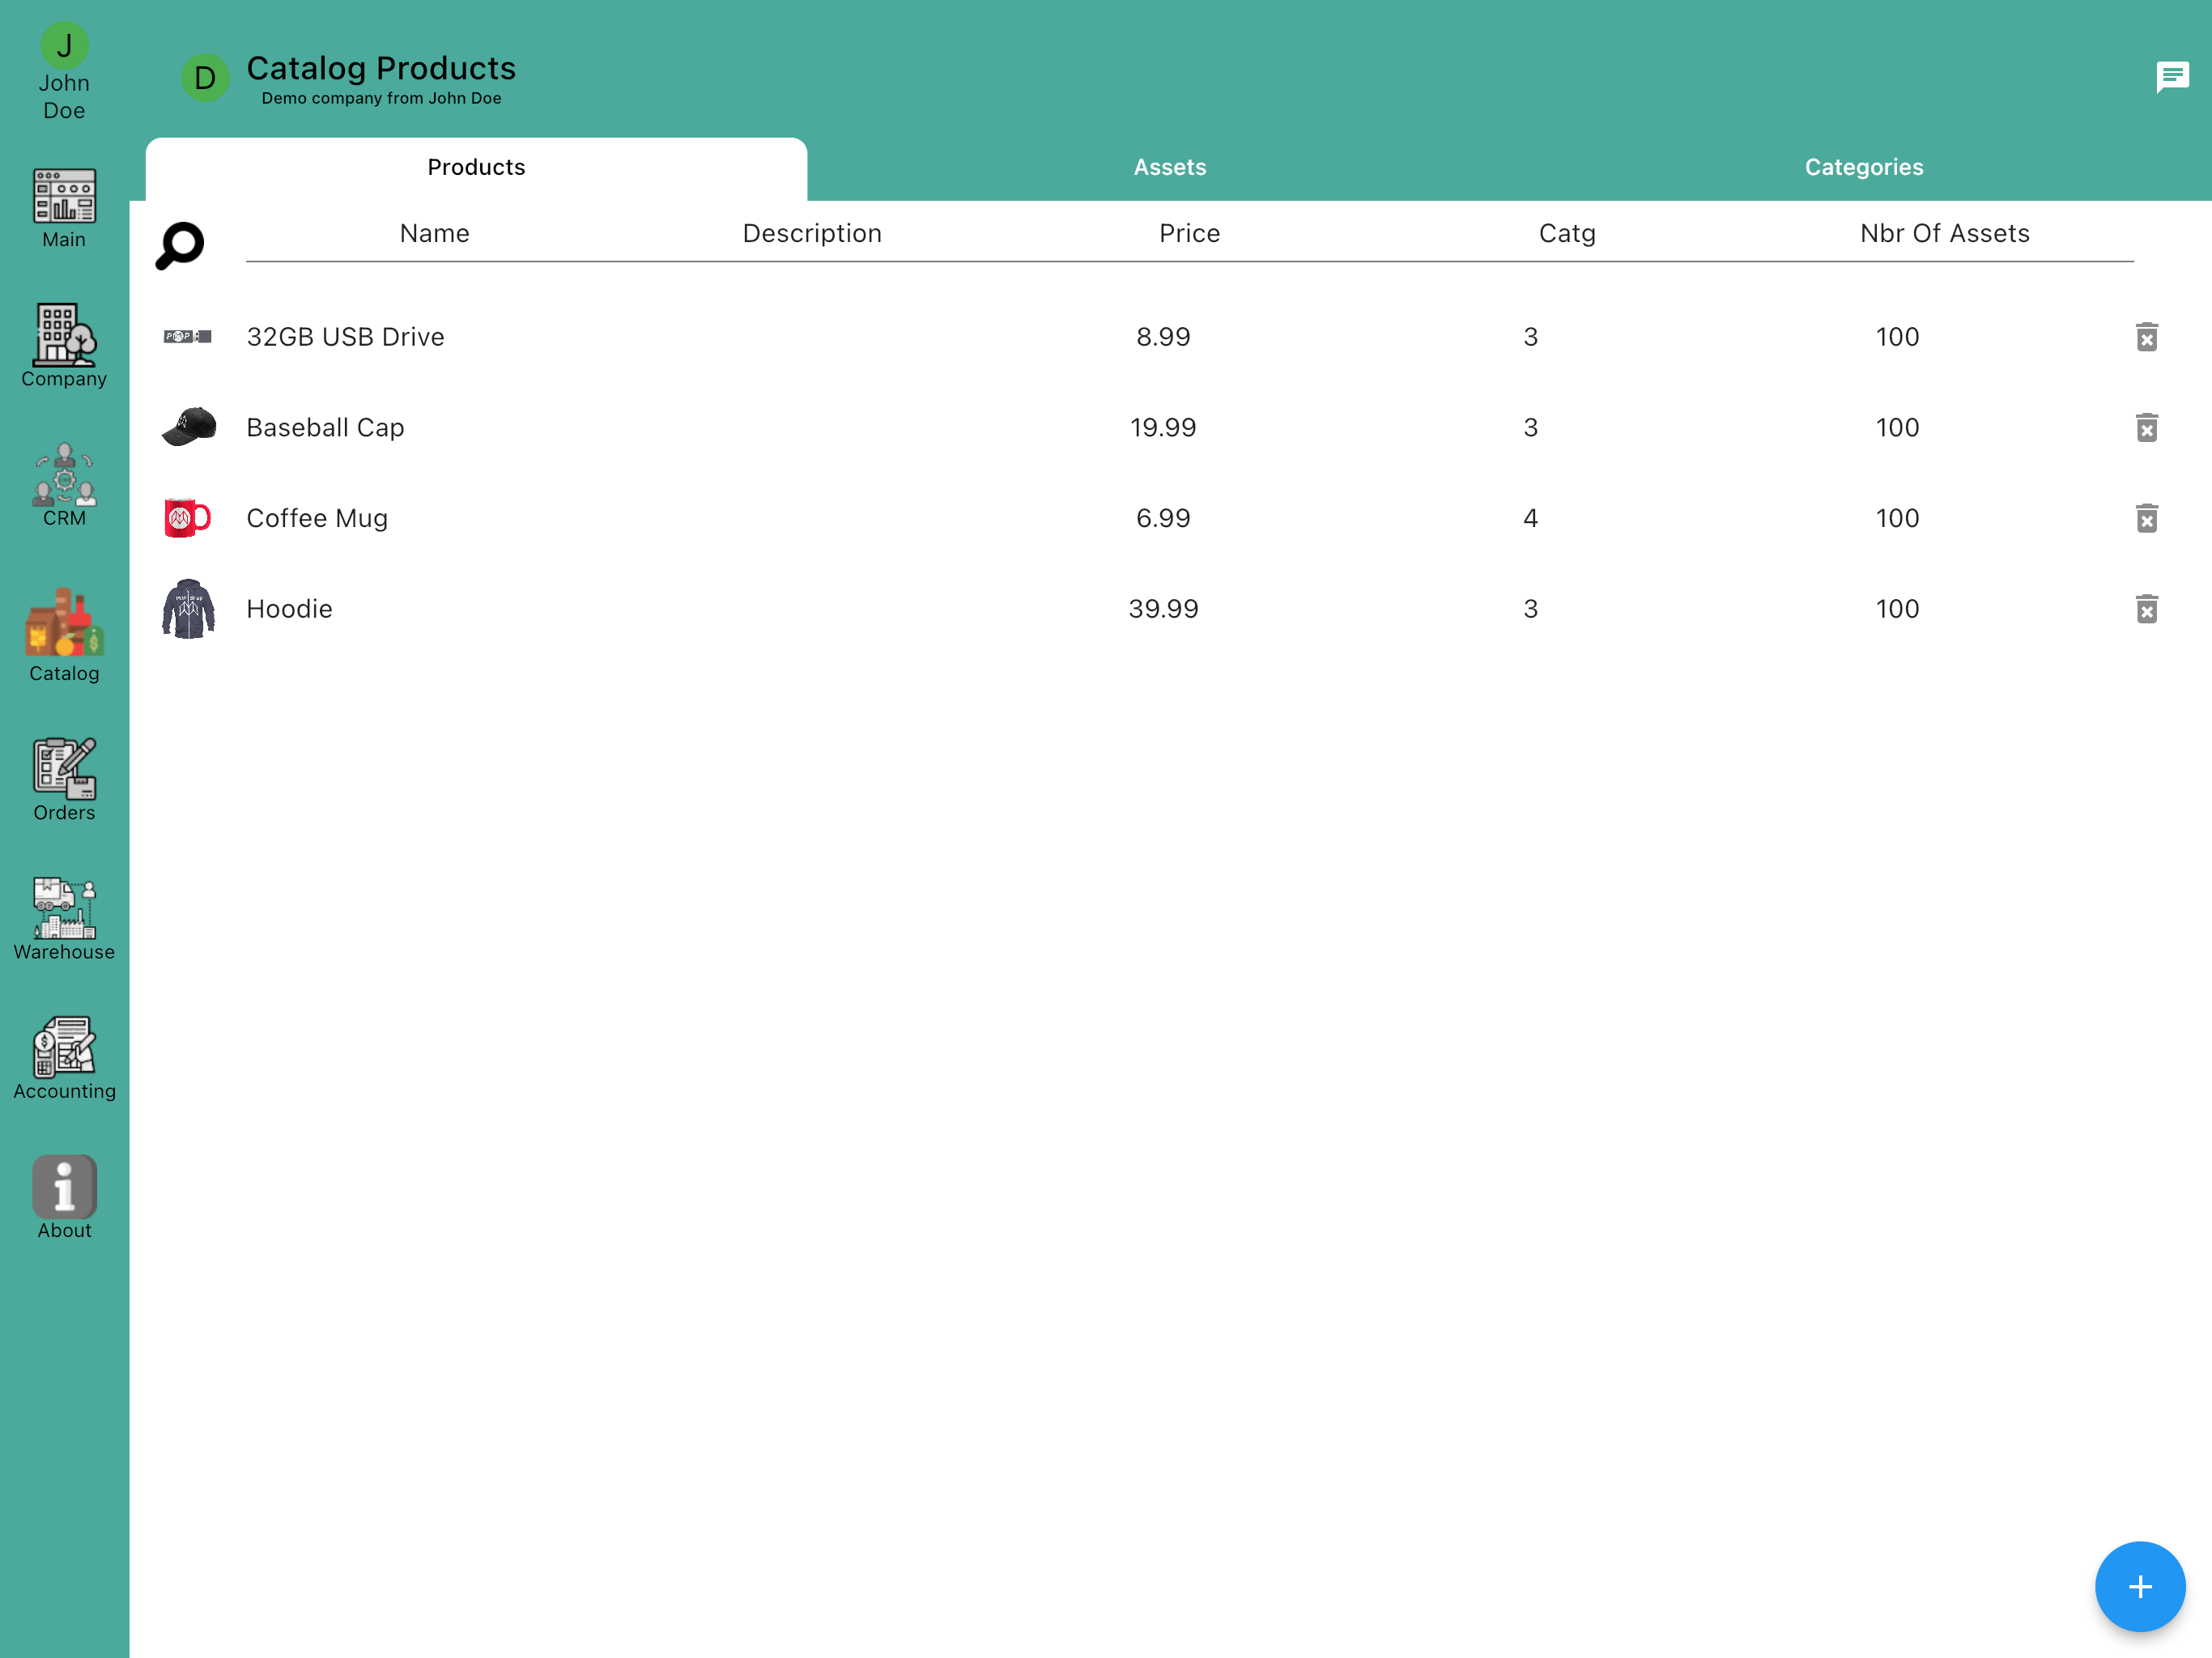 J
John
Doe
D
Catalog Products
Demo company from John Doe
Products
Assets
Categories
Main
Company
CRM
Catalog
Orders
Warehouse
Accounting
About
Name
Description
Price
Catg
Nbr Of Assets
POP
32GB USB Drive
8.99
3
100
Baseball Cap
19.99
3
100
Coffee Mug
6.99
4
100
Hoodie
39.99
3
100